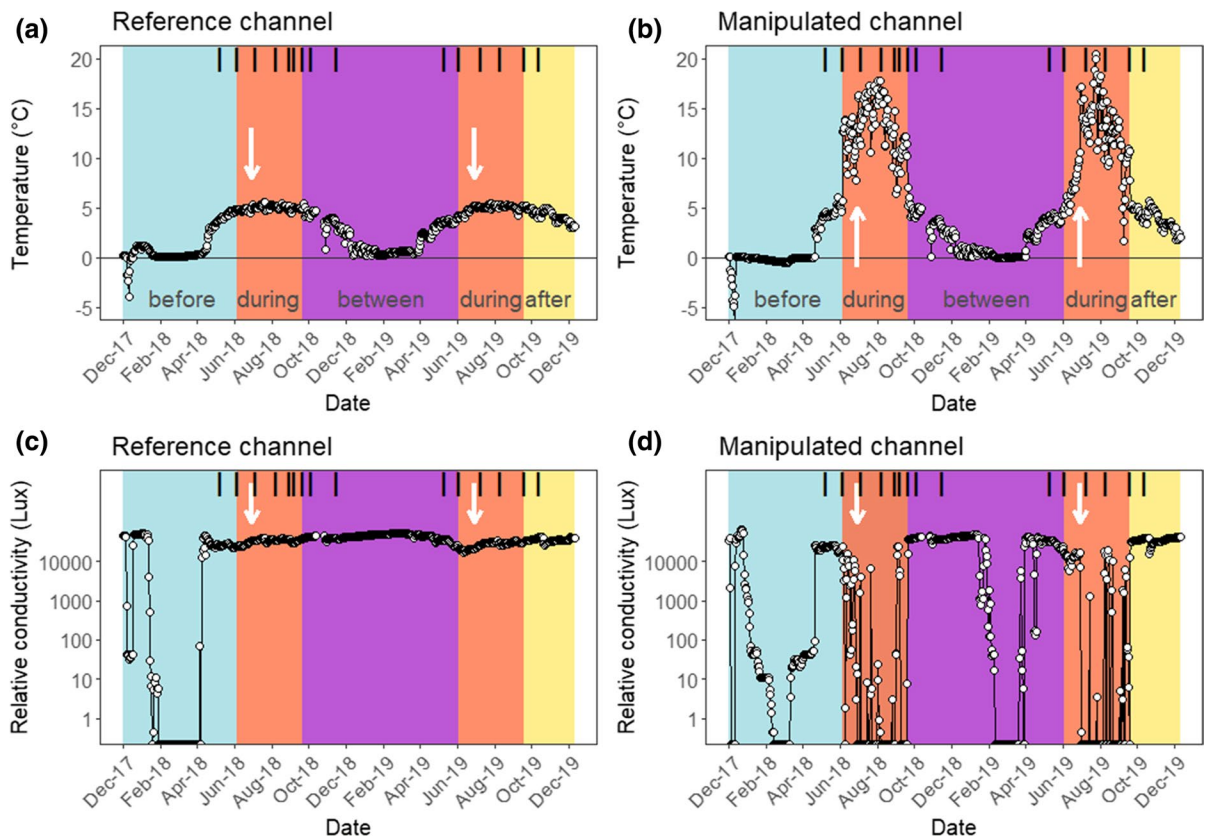 (a)
Reference channel
Temperature (°C)
20
15
10
5
0
-5
before
during
between
during
after
Dec-17
Feb-18
Apr-18
Jun-18
Aug-18
Oct-18
Dec-18
Feb-19
Apr-19
Jun-19
Aug-19
Oct-19
Dec-19
Date
(b)
Manipulated channel
Temperature (°C)
20
15
10
5
0
-5
before
during
between
during
after
Dec-17
Feb-18
Apr-18
Jun-18
Aug-18
Oct-18
Dec-18
Feb-19
Apr-19
Jun-19
Aug-19
Oct-19
Dec-19
Date
(c)
Reference channel
Relative conductivity (Lux)
10000
1000
100
10
1
Dec-17
Feb-18
Apr-18
Jun-18
Aug-18
Oct-18
Dec-18
Feb-19
Apr-19
Jun-19
Aug-19
Oct-19
Dec-19
Date
(d)
Manipulated channel
Relative conductivity (Lux)
10000
1000
100
10
1
Dec-17
Feb-18
Apr-18
Jun-18
Aug-18
Oct-18
Dec-18
Feb-19
Apr-19
Jun-19
Aug-19
Oct-19
Dec-19
Date